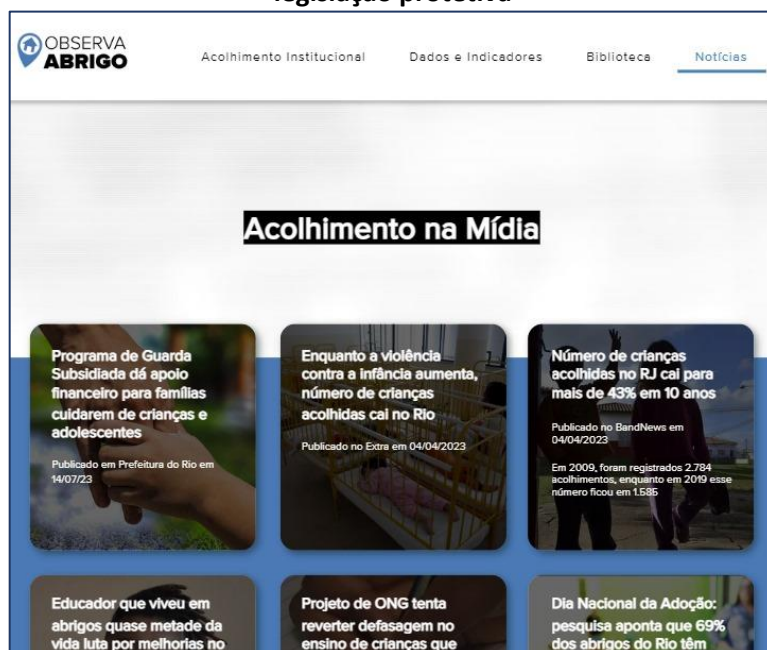 legislação protetiva
OBSERVA
ABRIGO
Acolhimento Institucional
Dados e Indicadores
Biblioteca
Notícias
Acolhimento na Mídia
Programa de Guarda
Subsidiada dá apoio
financeiro para famílias
cuidarem de crianças e
adolescentes
Publicado em Prefeitura do Rio em
14/07/23
Enquanto a violência
contra a infância aumenta,
número de crianças
acolhidas cai no Rio
Publicado no Extra em 04/04/2023
Número de crianças
acolhidas no RJ cai para
mais de 43% em 10 anos
Publicado no BandNews em
04/04/2023
Em 2009, foram registrados 2.784
acolhimentos, enquanto em 2019 esse
número ficou em 1.585
Educador que viveu em
abrigos quase metade da
vida luta por melhorias no
Projeto de ONG tenta
reverter defasagem no
ensino de crianças que
Dia Nacional da Adoção:
pesquisa aponta que 69%
dos abrigos do Rio têm